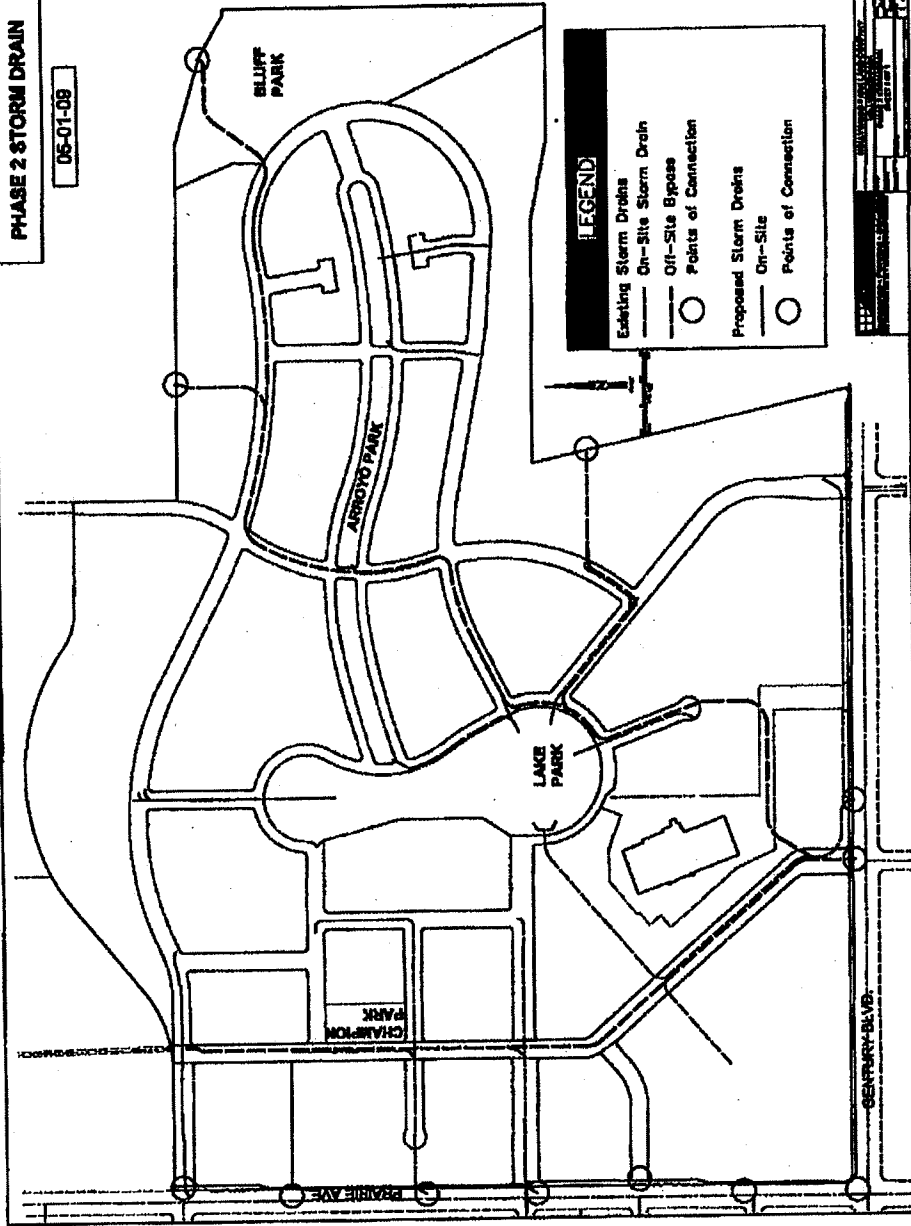 PHASE 2 STORM DRAIN
05-01-09
BLUFF
PARK
ARROYO PARK
LAKE
PARK
CHAMPION
PARK
PRAIRIE AVE
CENTURY BLVD.
LEGEND
Existing Storm Drains
On-Site Storm Drain
Off-Site Bypass
Points of Connection
Proposed Storm Drains
On-Site
Points of Connection